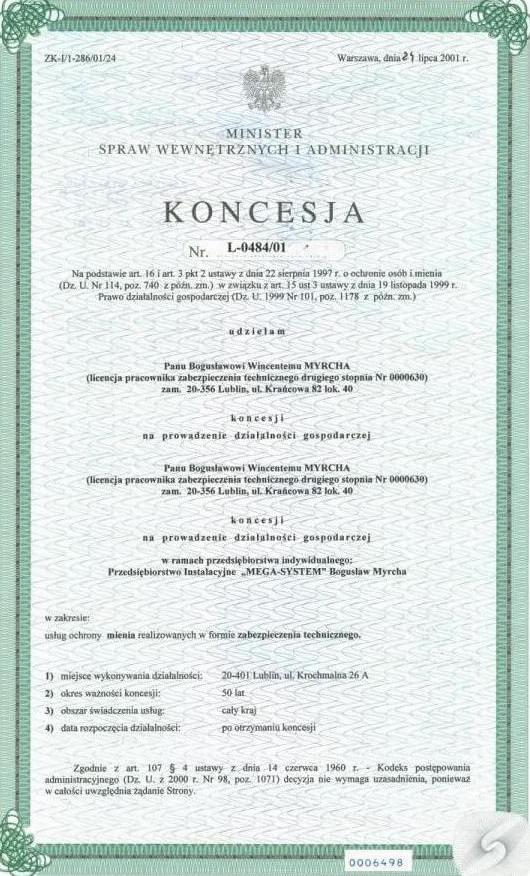 ZK-I/1-286/01/24
Warszawa, dnia 24 lipca 2001 r.
MINISTER
SPRAW WEWNĘTRZNYCH I ADMINISTRACJI
KONCESJA
Nr. L-0484/01
Na podstawie art. 16 i art. 3 pkt 2 ustawy z dnia 22 sierpnia 1997 r. o ochronie osób i mienia
(Dz. U. Nr 114, poz. 740 z późn. zm.) w związku z art. 15 ust 3 ustawy z dnia 19 listopada 1999 r.
Prawo działalności gospodarczej (Dz. U. 1999 Nr 101, poz. 1178 z późn. zm.)
udzielam
Panu Bogusławowi Wincentemu MYRCHA
(licencja pracownika zabezpieczenia technicznego drugiego stopnia Nr 0000630)
zam. 20-356 Lublin, ul. Krańcowa 82 lok. 40
koncesji
na prowadzenie działalności gospodarczej
Panu Bogusławowi Wincentemu MYRCHA
(licencja pracownika zabezpieczenia technicznego drugiego stopnia Nr 0000630)
zam. 20-356 Lublin, ul. Krańcowa 82 lok. 40
koncesji
na prowadzenie działalności gospodarczej
w ramach przedsiębiorstwa indywidualnego:
Przedsiębiorstwo Instalacyjne „MEGA-SYSTEM” Bogusław Myrcha
w zakresie:
usług ochrony mienia realizowanych w formie zabezpieczenia technicznego.
1) miejsce wykonywania działalności: 20-401 Lublin, ul. Krochmalna 26 A
2) okres ważności koncesji: 50 lat
3) obszar świadczenia usług: cały kraj
4) data rozpoczęcia działalności: po otrzymaniu koncesji
Zgodnie z art. 107 § 4 ustawy z dnia 14 czerwca 1960 r. - Kodeks postępowania
administracyjnego (Dz. U. z 2000 r. Nr 98, poz. 1071) decyzja nie wymaga uzasadnienia, ponieważ
w całości uwzględnia żądanie Strony.
0006498